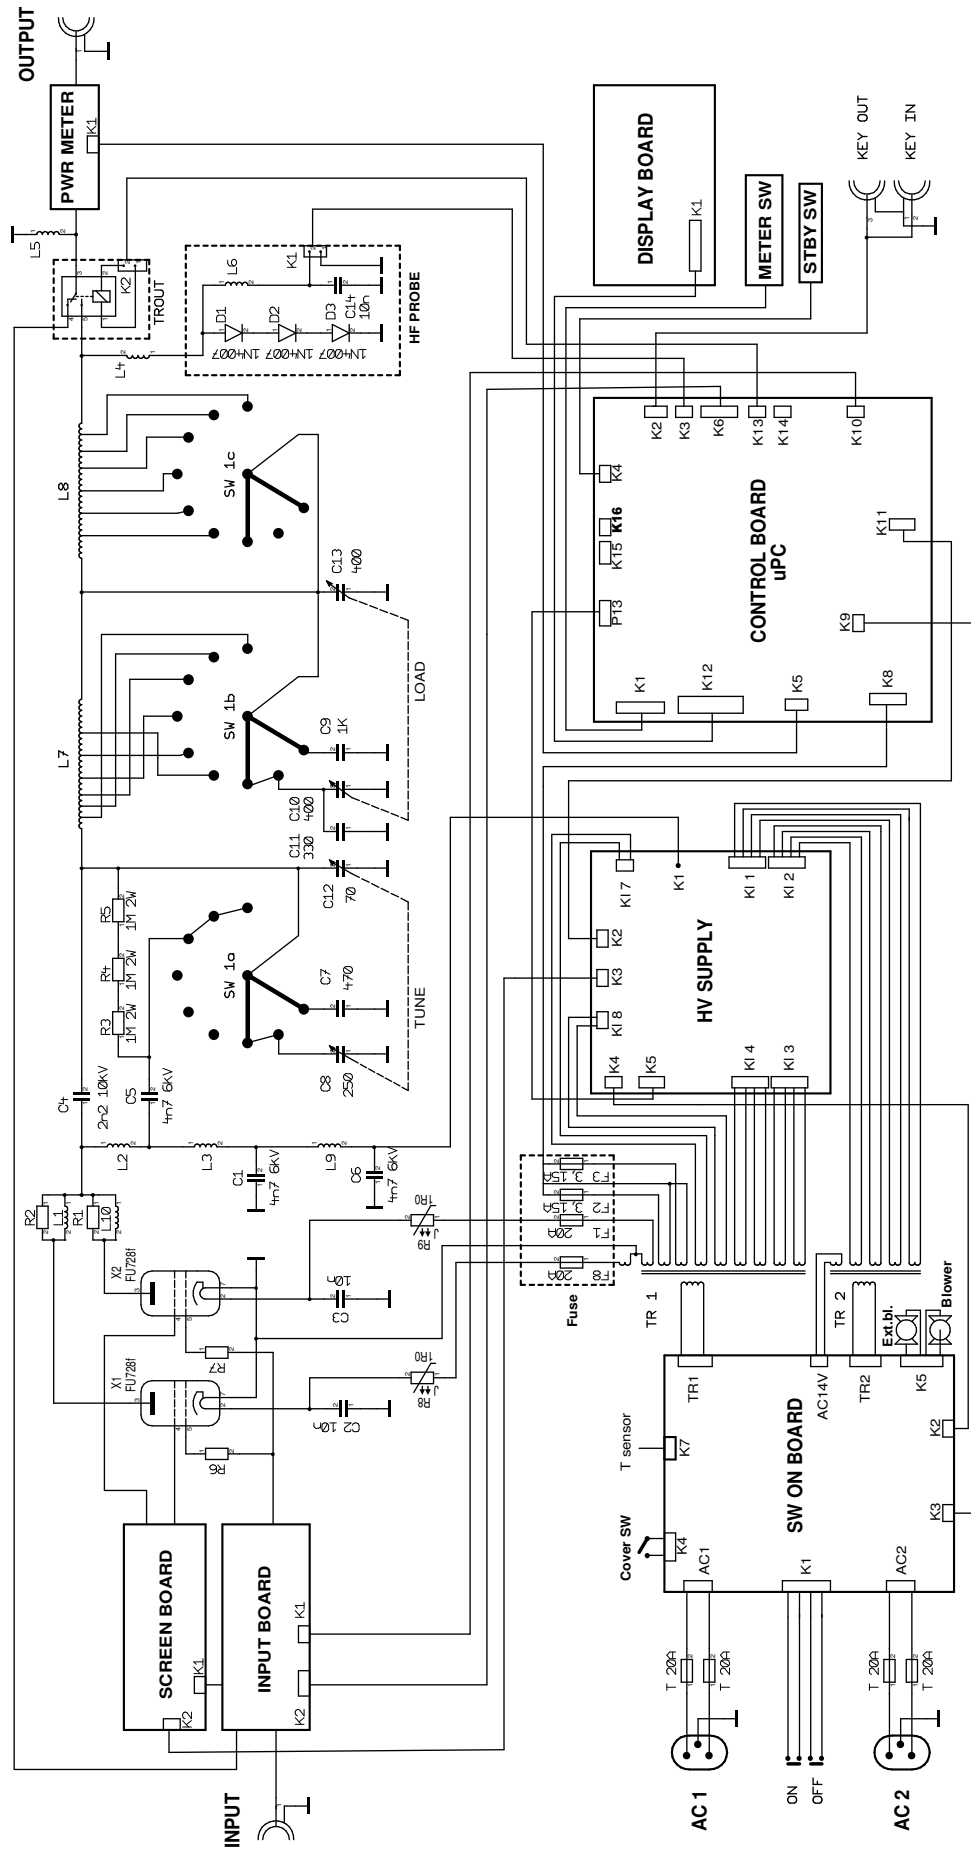 OUTPUT
PWR METER
K1
L5
TROUT
K2
L4
L6
K1
D1
1N4007
D2
1N4007
D3
1N4007
C14
10n
HF PROBE
L8
SW 1c
C13
400
L7
SW 1b
C9
1K
C10
400
C11
330
LOAD
R5
1M 2W
R4
1M 2W
R3
1M 2W
SW 1a
C12
70
C7
470
C8
250
TUNE
C4
2n2 10KV
C5
4n7 6kV
L2
L3
C1
4n7 6KV
L9
C6
4n7 6KV
R2
L1
R1
L10
X2
FU728f
X1
FU728f
R7
R6
C3
10n
C2
10n
R9
1R0
R8
1R0
SCREEN BOARD
K1
K2
INPUT BOARD
K1
K2
INPUT
DISPLAY BOARD
K1
METER SW
STBY SW
KEY OUT
KEY IN
CONTROL BOARD
uPC
K2
K3
K6
K13
K14
K10
K4
K16
K15
P13
K11
K9
K1
K12
K5
K8
HV SUPPLY
Kl 7
K1
Kl 1
Kl 2
K2
K3
Kl 8
K4
K5
Kl 4
Kl 3
Fuse
F3
3,15A
F2
3,15A
F1
20A
F8
20A
TR 1
TR 2
Ext.bl.
Blower
SW ON BOARD
TR1
AC14V
TR2
K5
T sensor
K7
K2
K3
Cover SW
K4
AC1
K1
AC2
T 20A
T 20A
T 20A
T 20A
AC 1
ON
OFF
AC 2